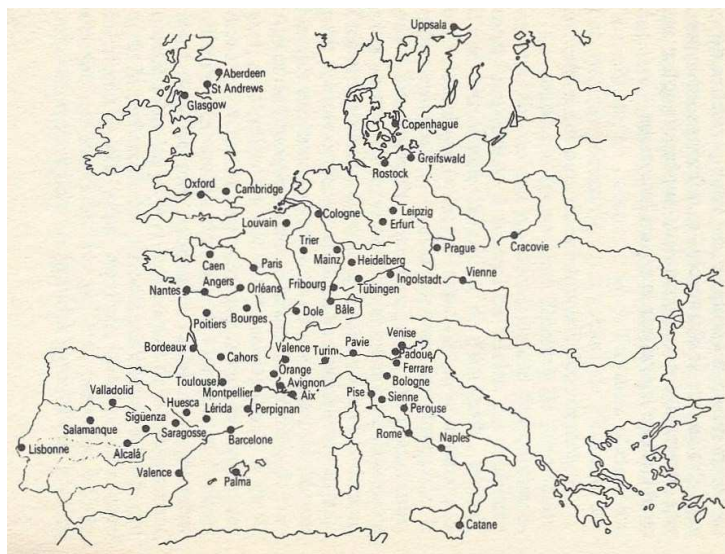 Uppsala
Aberdeen
St Andrews
Glasgow
Copenhague
Greifswald
Rostock
Oxford
Cambridge
Cologne
Leipzig
Louvain
Erfurt
Trier
Prague
Cracovie
Caen
Paris
Mainz
Heidelberg
Ingolstadt
Vienne
Nantes
Angers
Orléans
Fribourg
Tübingen
Poitiers
Bourges
Dole
Bâle
Bordeaux
Cahors
Valence
Turin
Pavie
Venise
Padoue
Ferrare
Toulouse
Orange
Bologne
Montpellier
Avignon
Aix
Pise
Sienne
Valladolid
Huesca
Lérida
Perpignan
Perouse
Salamanque
Sigüenza
Saragosse
Barcelone
Rome
Naples
Lisbonne
Alcalá
Valence
Palma
Catane